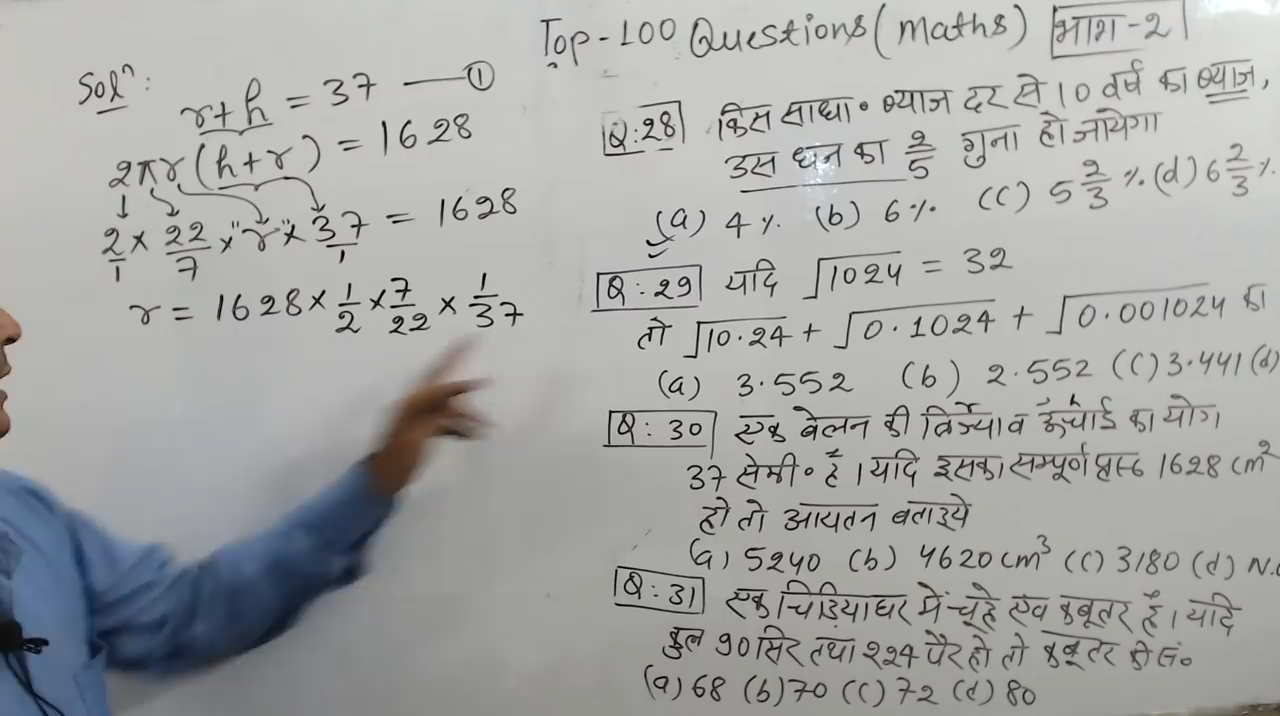 Top-100 Questions (Maths) भाग-2
Solⁿ:
r+h = 37 — ①
2πr(h+r) = 1628
2/1 × 22/7 × "r" × 37/1 = 1628
r = 1628 × 1/2 × 7/22 × 1/37
Q:28 किस साधा० ब्याज दर से 10 वर्ष का ब्याज,
उस धन का 2/5 गुना हो जायेगा
(a) 4% (b) 6% (c) 5 2/3 % (d) 6 2/3 %
Q:29 यदि √1024 = 32
तो √10.24 + √0.1024 + √0.001024 का
(a) 3.552 (b) 2.552 (c) 3.441 (d)
r h
Q:30 एक बेलन की त्रिज्या व ऊंचाई का योग
37 सेमी० है । यदि इसका सम्पूर्ण पृष्ठ 1628 cm²
हो तो आयतन बताइये
(a) 5240 (b) 4620 cm³ (c) 3180 (d) N.
Q:31 एक चिड़ियाघर में चूहे एव कबूतर है । यदि
कुल 90 सिर तथा 224 पैर हो तो कबूतर की सं०
(a) 68 (b) 70 (c) 72 (d) 80